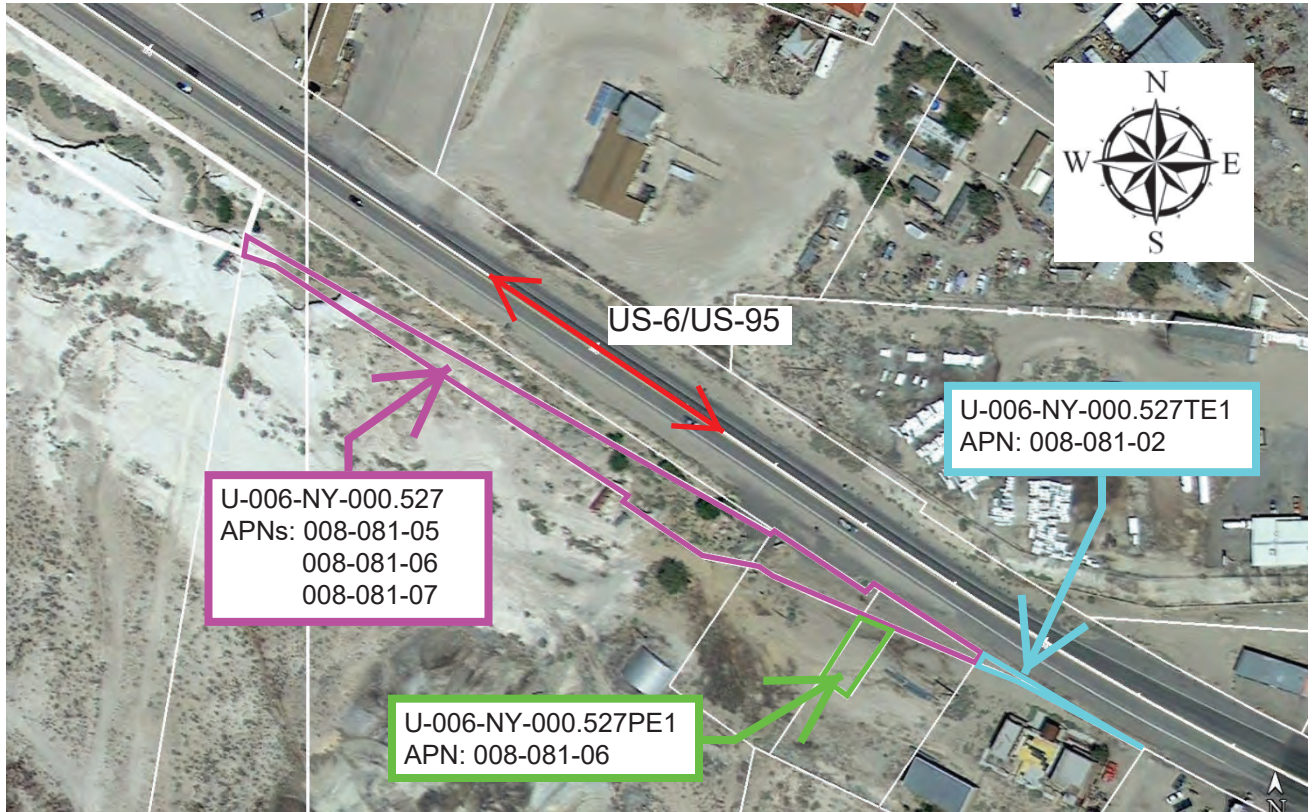 N
W
E
S
US-6/US-95
U-006-NY-000.527TE1
APN: 008-081-02
U-006-NY-000.527
APNs: 008-081-05
008-081-06
008-081-07
U-006-NY-000.527PE1
APN: 008-081-06
N